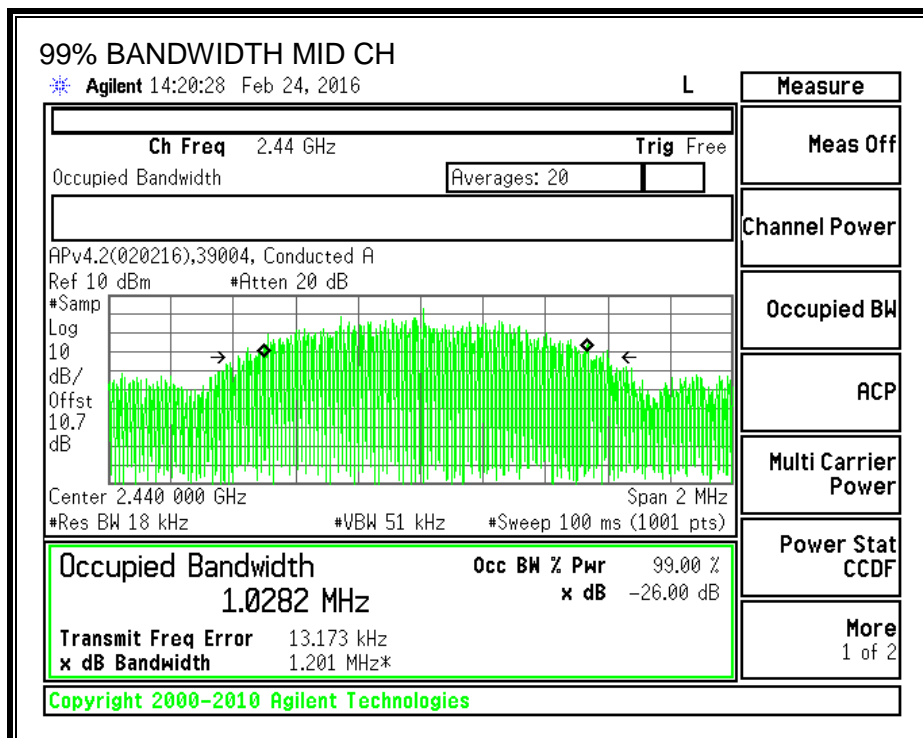 99% BANDWIDTH MID CH
Agilent 14:20:28 Feb 24, 2016 L
Measure
Ch Freq 2.44 GHz Trig Free
Meas Off
Occupied Bandwidth Averages: 20
Channel Power
APv4.2(020216),39004, Conducted A
Ref 10 dBm #Atten 20 dB
#Samp
Log
10
dB/
Offst
10.7
dB
Occupied BW
ACP
Center 2.440 000 GHz Span 2 MHz
#Res BW 18 kHz #VBW 51 kHz #Sweep 100 ms (1001 pts)
Multi Carrier
Power
Occupied Bandwidth
1.0282 MHz
Occ BW % Pwr 99.00 %
x dB -26.00 dB
Transmit Freq Error 13.173 kHz
x dB Bandwidth 1.201 MHz*
Power Stat
CCDF
More
1 of 2
Copyright 2000-2010 Agilent Technologies